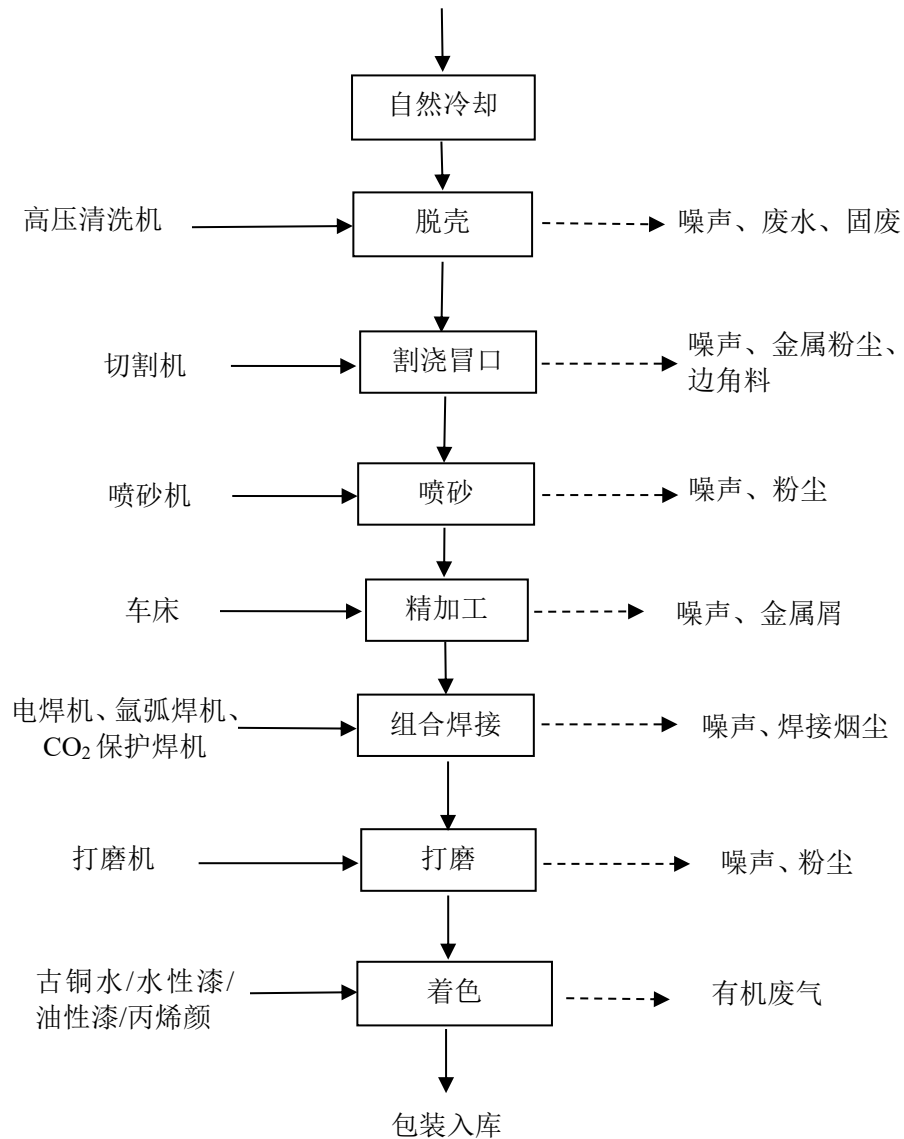 自然冷却
高压清洗机
脱壳
噪声、废水、固废
切割机
割浇冒口
噪声、金属粉尘、
边角料
喷砂机
喷砂
噪声、粉尘
车床
精加工
噪声、金属屑
电焊机、氩弧焊机、
CO₂保护焊机
组合焊接
噪声、焊接烟尘
打磨机
打磨
噪声、粉尘
古铜水/水性漆/
油性漆/丙烯颜
着色
有机废气
包装入库